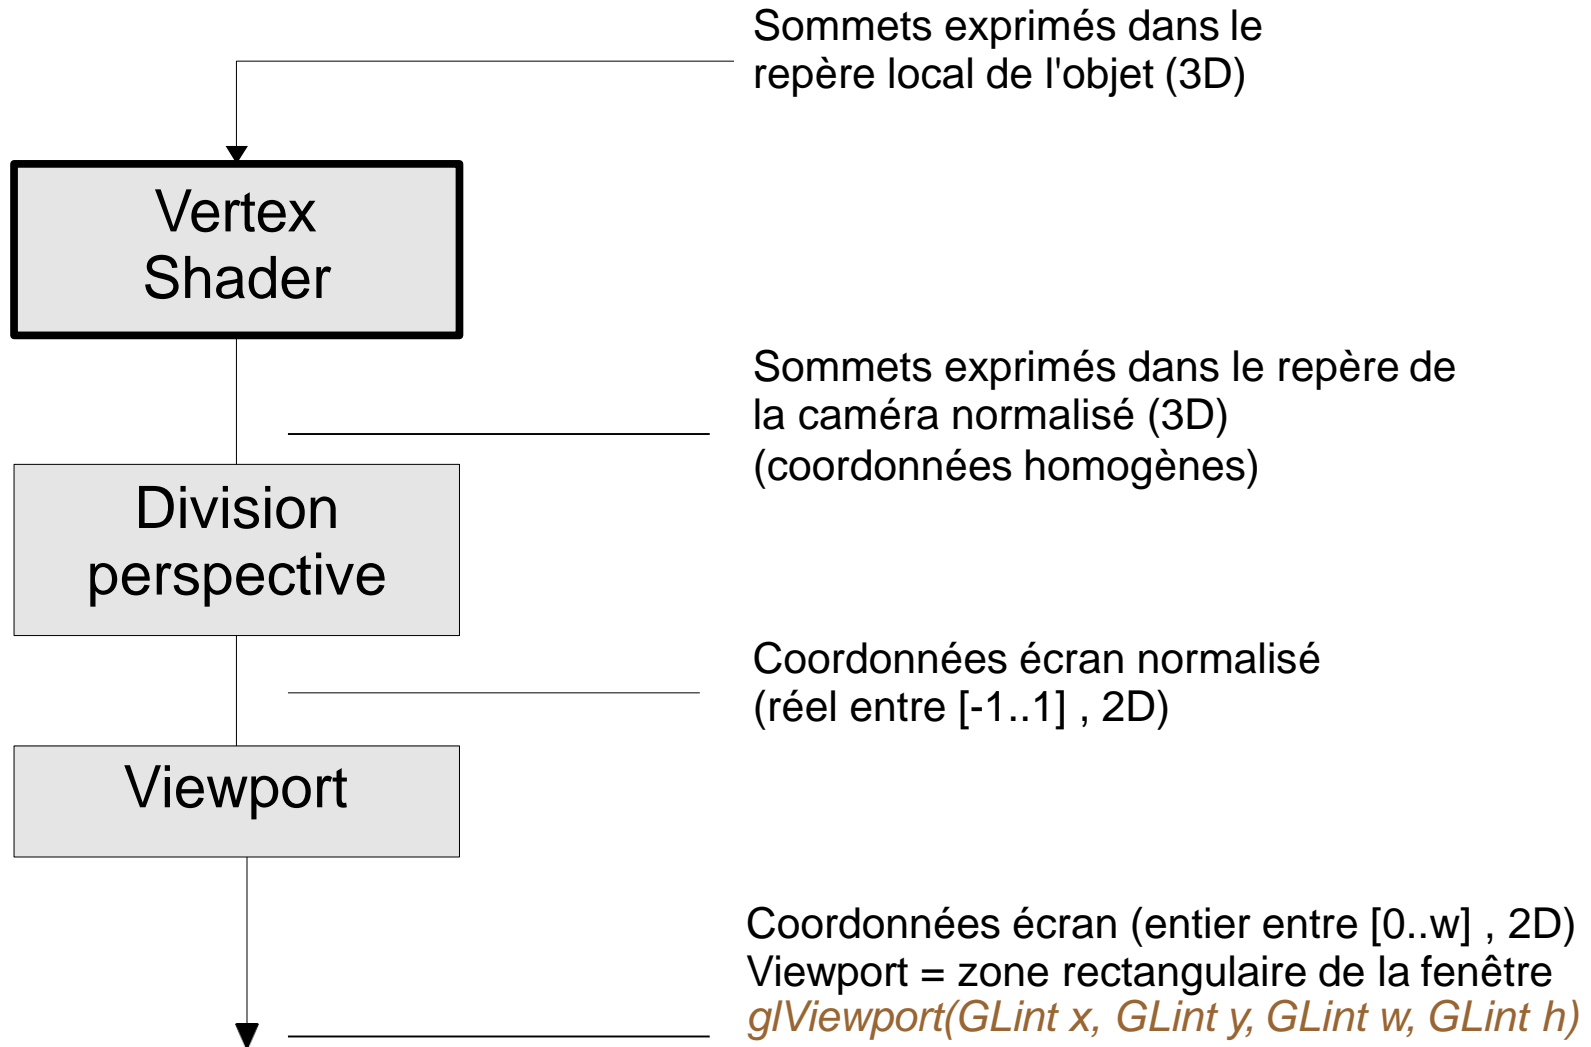 Sommets exprimés dans le
repère local de l'objet (3D)
Vertex
Shader
Sommets exprimés dans le repère de
la caméra normalisé (3D)
(coordonnées homogènes)
Division
perspective
Coordonnées écran normalisé
(réel entre [-1..1] , 2D)
Viewport
Coordonnées écran (entier entre [0..w] , 2D)
Viewport = zone rectangulaire de la fenêtre
glViewport(GLint x, GLint y, GLint w, GLint h)